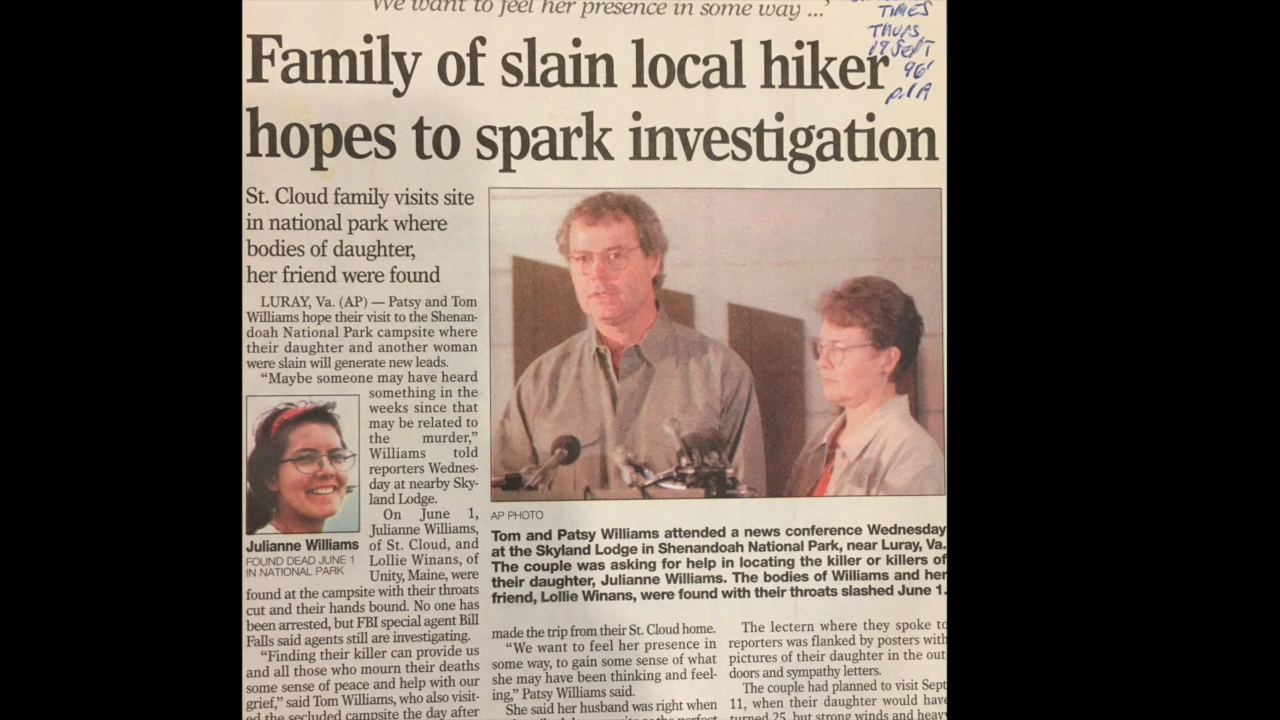 'We want to feel her presence in some way ...'
TIMES
THURS.
19 SEPT
96'
p.1A
Family of slain local hiker
hopes to spark investigation
St. Cloud family visits site
in national park where
bodies of daughter,
her friend were found
LURAY, Va. (AP) — Patsy and Tom
Williams hope their visit to the Shenan-
doah National Park campsite where
their daughter and another woman
were slain will generate new leads.
“Maybe someone may have heard
something in the
weeks since that
may be related to
the murder,”
Williams told
reporters Wednes-
day at nearby Sky-
land Lodge.
On June 1,
Julianne Williams,
of St. Cloud, and
Lollie Winans, of
Unity, Maine, were
found at the campsite with their throats
cut and their hands bound. No one has
been arrested, but FBI special agent Bill
Falls said agents still are investigating.
“Finding their killer can provide us
and all those who mourn their deaths
some sense of peace and help with our
grief,” said Tom Williams, who also visit-
ed the secluded campsite the day after
Julianne Williams
FOUND DEAD JUNE 1
IN NATIONAL PARK
AP PHOTO
Tom and Patsy Williams attended a news conference Wednesday
at the Skyland Lodge in Shenandoah National Park, near Luray, Va.
The couple was asking for help in locating the killer or killers of
their daughter, Julianne Williams. The bodies of Williams and her
friend, Lollie Winans, were found with their throats slashed June 1.
made the trip from their St. Cloud home.
“We want to feel her presence in
some way, to gain some sense of what
she may have been thinking and feel-
ing,” Patsy Williams said.
She said her husband was right when
The lectern where they spoke to
reporters was flanked by posters with
pictures of their daughter in the out-
doors and sympathy letters.
The couple had planned to visit Sept
11, when their daughter would have
turned 25, but strong winds and heavy